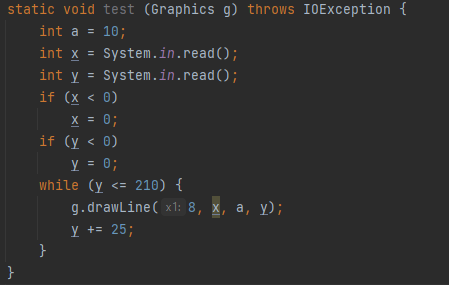 static void test (Graphics g) throws IOException {
int a = 10;
int x = System.in.read();
int y = System.in.read();
if (x < 0)
x = 0;
if (y < 0)
y = 0;
while (y <= 210) {
g.drawLine( x1: 8, x, a, y);
y += 25;
}
}